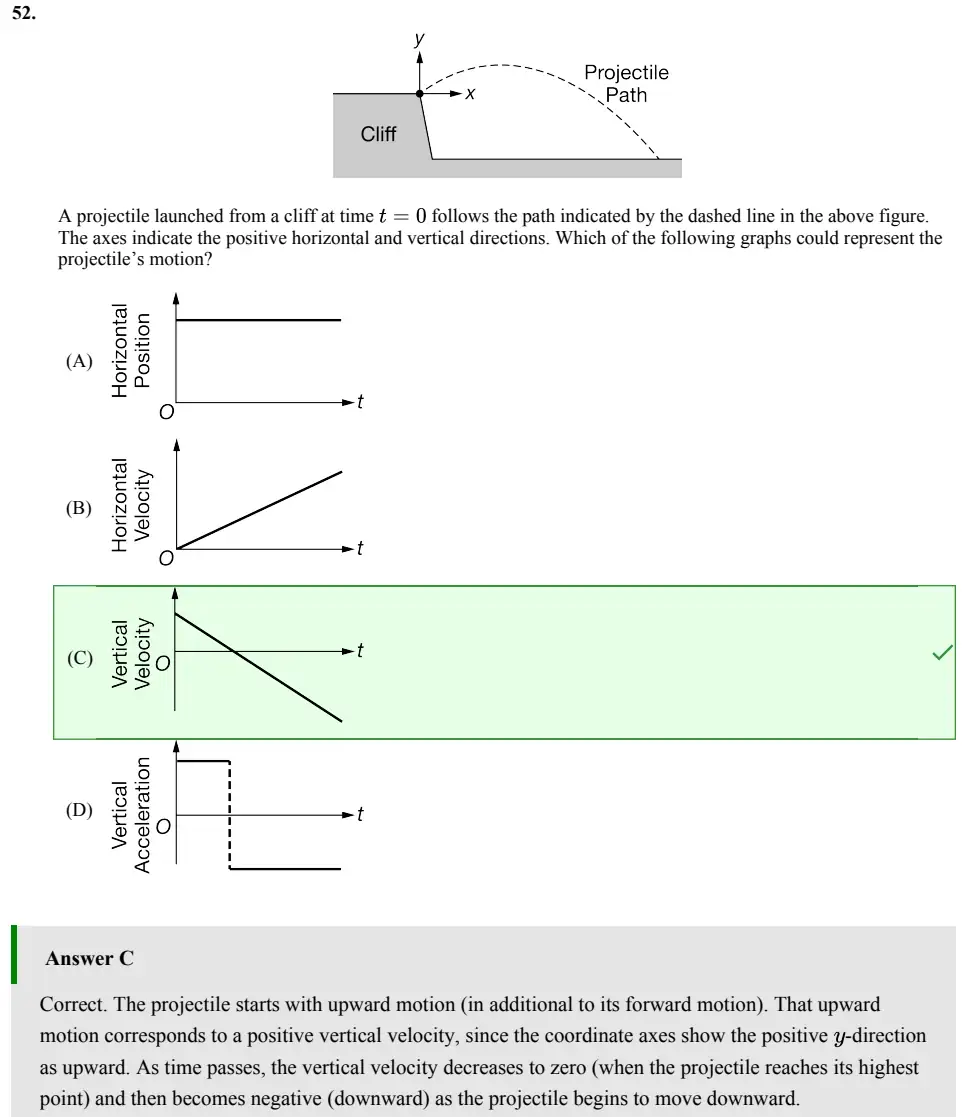 52.
y
x
Projectile
Path
Cliff
A projectile launched from a cliff at time t = 0 follows the path indicated by the dashed line in the above figure.
The axes indicate the positive horizontal and vertical directions. Which of the following graphs could represent the
projectile's motion?
(A)
Horizontal
Position
O
t
(B)
Horizontal
Velocity
O
t
(C)
Vertical
Velocity
O
t
(D)
Vertical
Acceleration
O
t
Answer C
Correct. The projectile starts with upward motion (in additional to its forward motion). That upward
motion corresponds to a positive vertical velocity, since the coordinate axes show the positive y-direction
as upward. As time passes, the vertical velocity decreases to zero (when the projectile reaches its highest
point) and then becomes negative (downward) as the projectile begins to move downward.